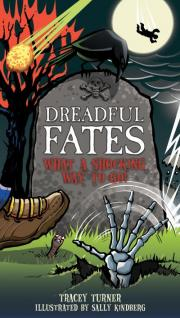 DREADFUL
FATES
WHAT A SHOCKING
WAY TO GO!
TRACEY TURNER
ILLUSTRATED BY SALLY KINDBERG